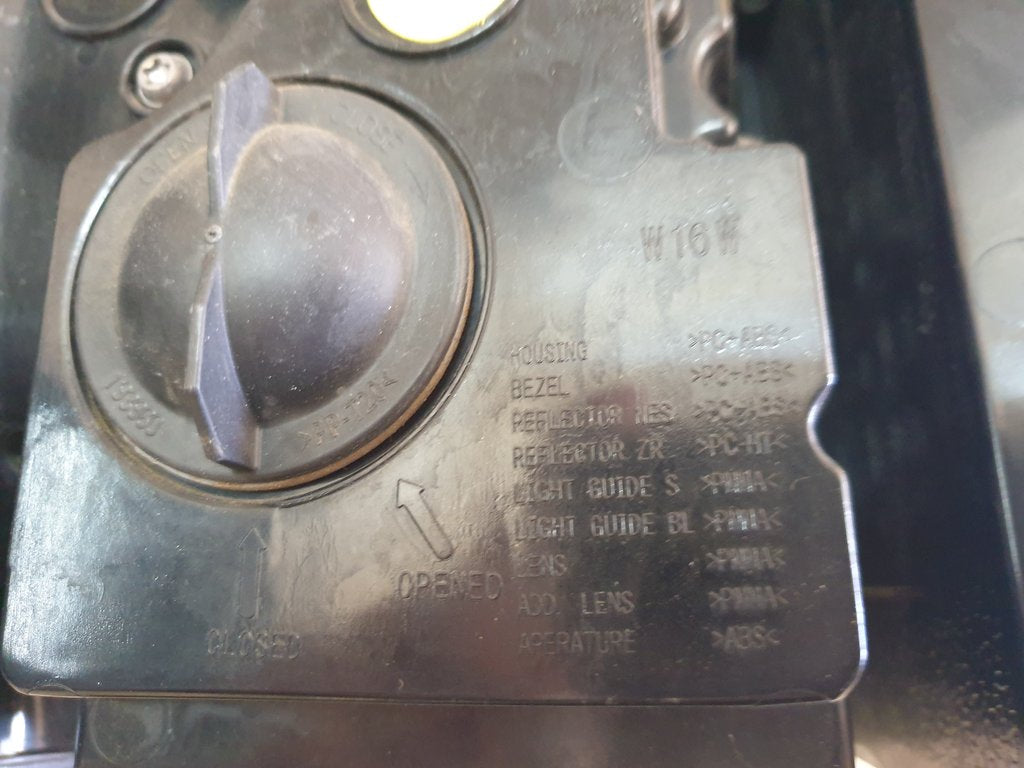 OPEN
CLOSE
W16W
HOUSING >PC+ABS<
BEZEL >PC+ABS<
REFLECTOR NES >PC+ABS<
REFLECTOR ZR >PC-HT<
LIGHT GUIDE S >PMMA<
LIGHT GUIDE BL >PMMA<
LENS >PMMA<
ADD. LENS >PMMA<
APERATURE >ABS<
OPENED
CLOSED